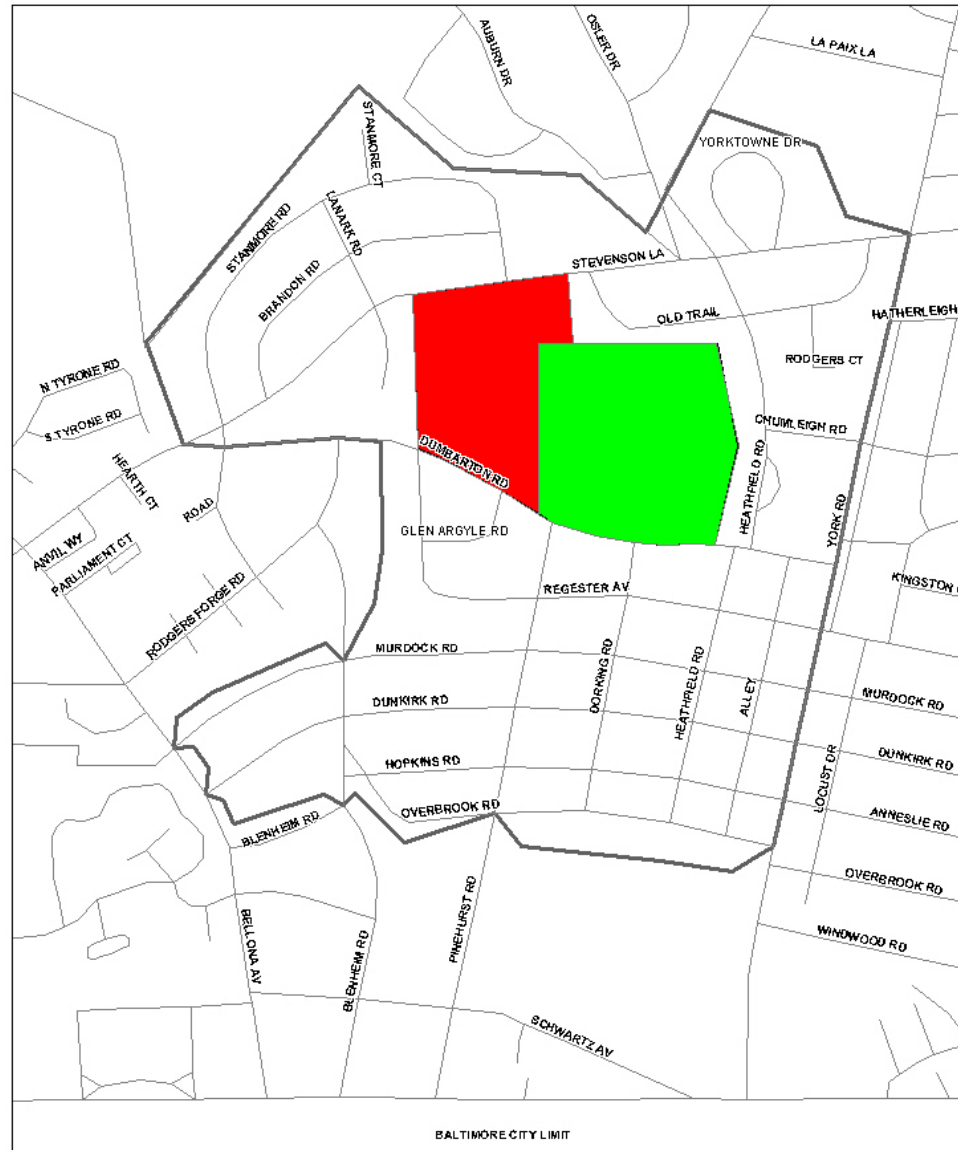 AUBURN DR
OSLER DR
LA PAIX LA
STANMORE CT
YORKTOWNE DR
STANMORE RD
LANARK RD
BRANDON RD
STEVENSON LA
OLD TRAIL
HATHERLEIGH
RODGERS CT
N TYRONE RD
S TYRONE RD
CHUMLEIGH RD
DUMBARTON RD
HEARTH CT
HEATHFIELD RD
YORK RD
ROAD
GLEN ARGYLE RD
ANVIL WY
PARLIAMENT CT
REGESTER AV
KINGSTON
RODGERS FORGE RD
MURDOCK RD
DORKING RD
HEATHFIELD RD
ALLEY
MURDOCK RD
DUNKIRK RD
DUNKIRK RD
HOPKINS RD
LOCUST DR
OVERBROOK RD
ANNESLIE RD
BLENHEIM RD
OVERBROOK RD
PINEHURST RD
BELLONA AV
WINDWOOD RD
BLENHEIM RD
SCHWARTZ AV
BALTIMORE CITY LIMIT